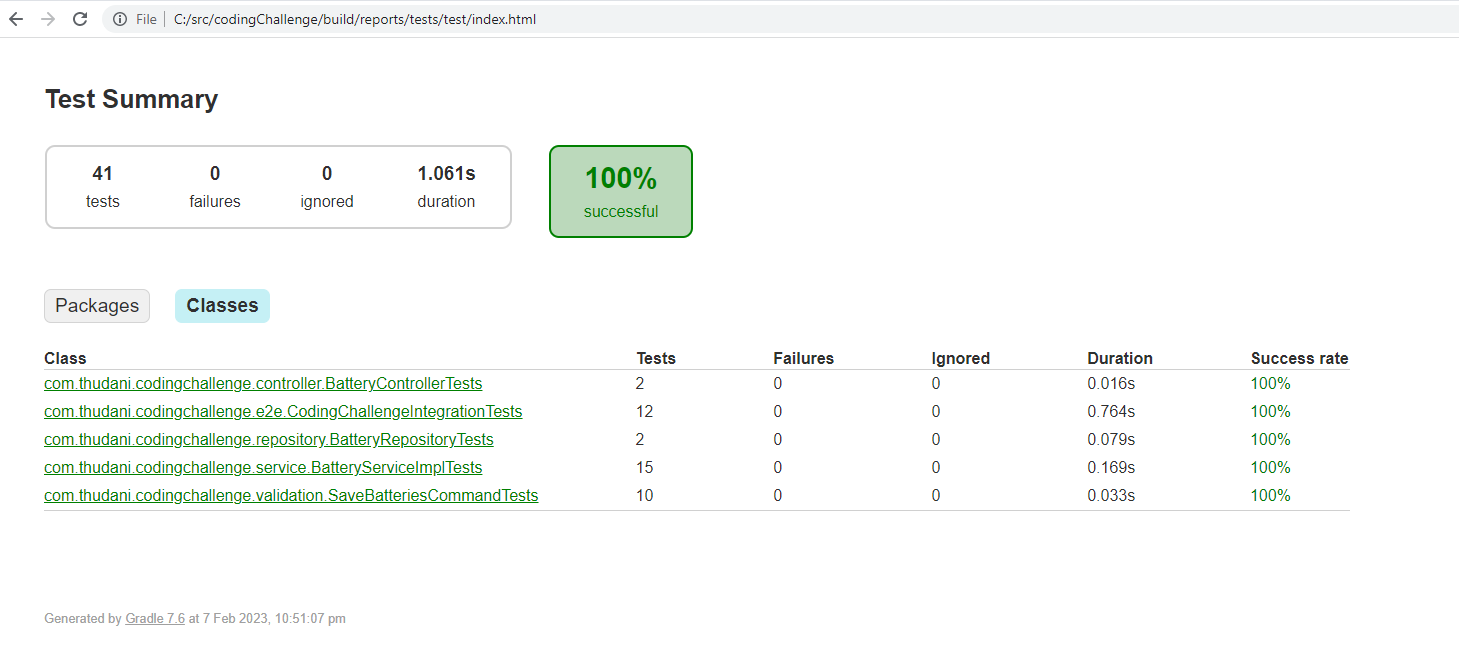 File C:/src/codingChallenge/build/reports/tests/test/index.html
Test Summary
41 0 0 1.061s
tests failures ignored duration
100%
successful
Packages Classes
Class Tests Failures Ignored Duration Success rate
com.thudani.codingchallenge.controller.BatteryControllerTests 2 0 0 0.016s 100%
com.thudani.codingchallenge.e2e.CodingChallengeIntegrationTests 12 0 0 0.764s 100%
com.thudani.codingchallenge.repository.BatteryRepositoryTests 2 0 0 0.079s 100%
com.thudani.codingchallenge.service.BatteryServiceImplTests 15 0 0 0.169s 100%
com.thudani.codingchallenge.validation.SaveBatteriesCommandTests 10 0 0 0.033s 100%
Generated by Gradle 7.6 at 7 Feb 2023, 10:51:07 pm